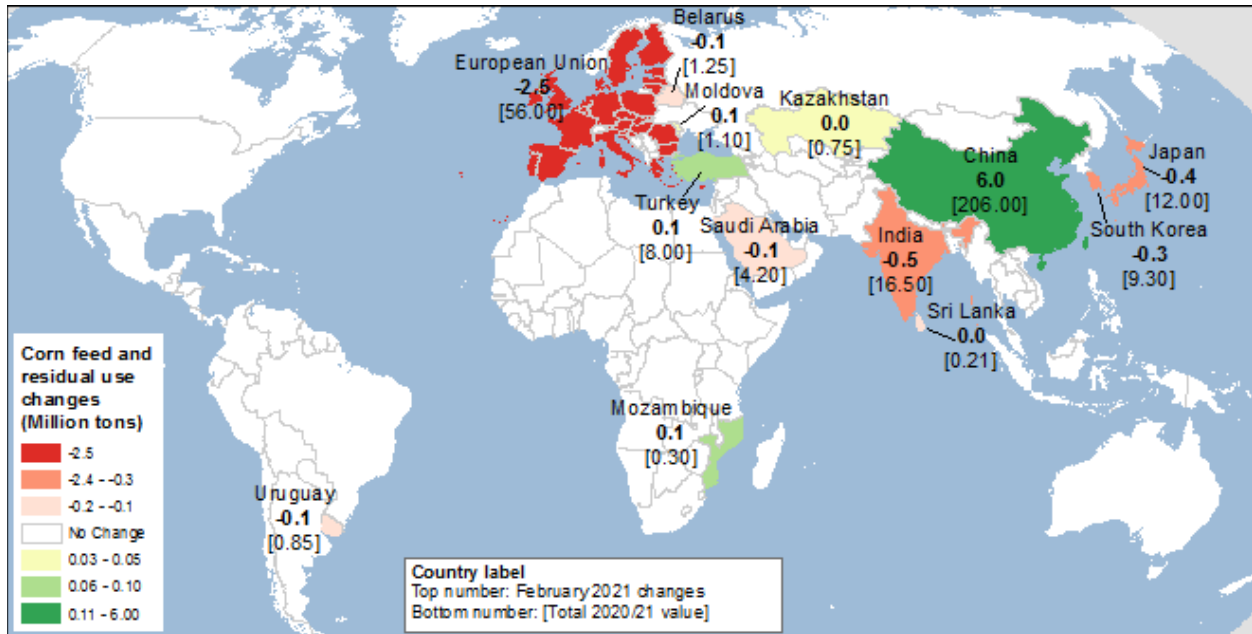 Belarus
-0.1
[1.25]
European Union
-2.5
[56.00]
Moldova
0.1
[1.10]
Kazakhstan
0.0
[0.75]
China
6.0
[206.00]
Japan
-0.4
[12.00]
South Korea
-0.3
[9.30]
Turkey
0.1
[8.00]
Saudi Arabia
-0.1
[4.20]
India
-0.5
[16.50]
Sri Lanka
0.0
[0.21]
Mozambique
0.1
[0.30]
Uruguay
-0.1
[0.85]
Corn feed and
residual use
changes
(Million tons)
-2.5
-2.4 - -0.3
-0.2 - -0.1
No Change
0.03 - 0.05
0.06 - 0.10
0.11 - 6.00
Country label
Top number: February 2021 changes
Bottom number: [Total 2020/21 value]